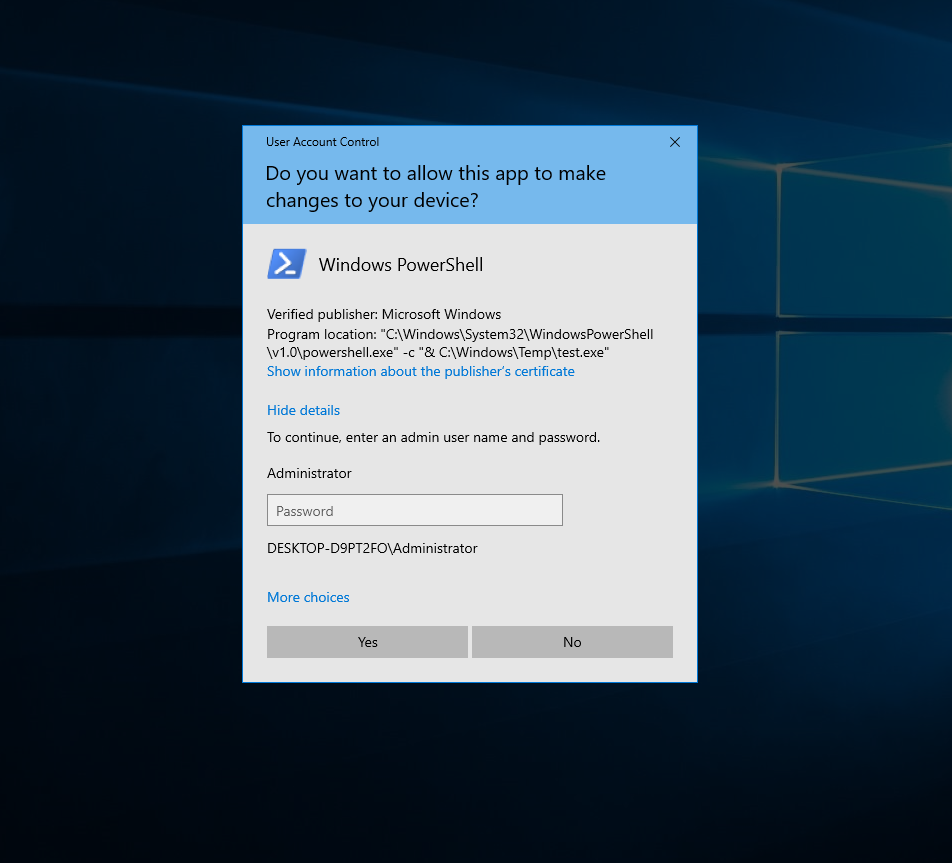 User Account Control
Do you want to allow this app to make
changes to your device?
Windows PowerShell
Verified publisher: Microsoft Windows
Program location: "C:\Windows\System32\WindowsPowerShell
\v1.0\powershell.exe" -c "& C:\Windows\Temp\test.exe"
Show information about the publisher's certificate
Hide details
To continue, enter an admin user name and password.
Administrator
Password
DESKTOP-D9PT2FO\Administrator
More choices
Yes
No